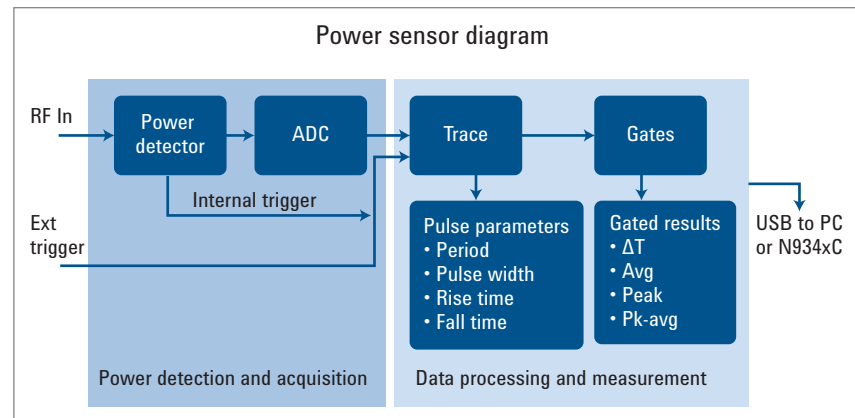 Power sensor diagram
RF In
Power
detector
ADC
Trace
Gates
Internal trigger
Ext
trigger
Pulse parameters
• Period
• Pulse width
• Rise time
• Fall time
Gated results
• ΔT
• Avg
• Peak
• Pk-avg
USB to PC
or N934xC
Power detection and acquisition
Data processing and measurement